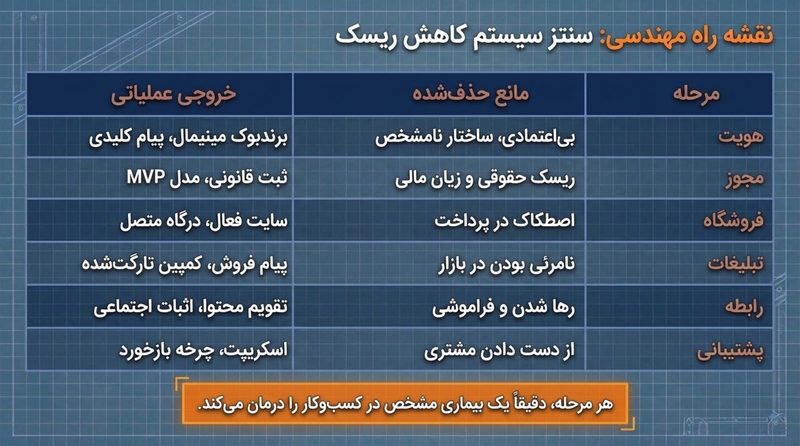 نقشه راه مهندسی: سنتز سیستم کاهش ریسک
مرحله مانع حذف‌شده خروجی عملیاتی
هویت بی‌اعتمادی، ساختار نامشخص برندبوک مینیمال، پیام کلیدی
مجوز ریسک حقوقی و زیان مالی ثبت قانونی، مدل MVP
فروشگاه اصطکاک در پرداخت سایت فعال، درگاه متصل
تبلیغات نامرئی بودن در بازار پیام فروش، کمپین تارگت‌شده
رابطه رها شدن و فراموشی تقویم محتوا، اثبات اجتماعی
پشتیبانی از دست دادن مشتری اسکریپت، چرخه بازخورد
هر مرحله، دقیقاً یک بیماری مشخص در کسب‌وکار را درمان می‌کند.